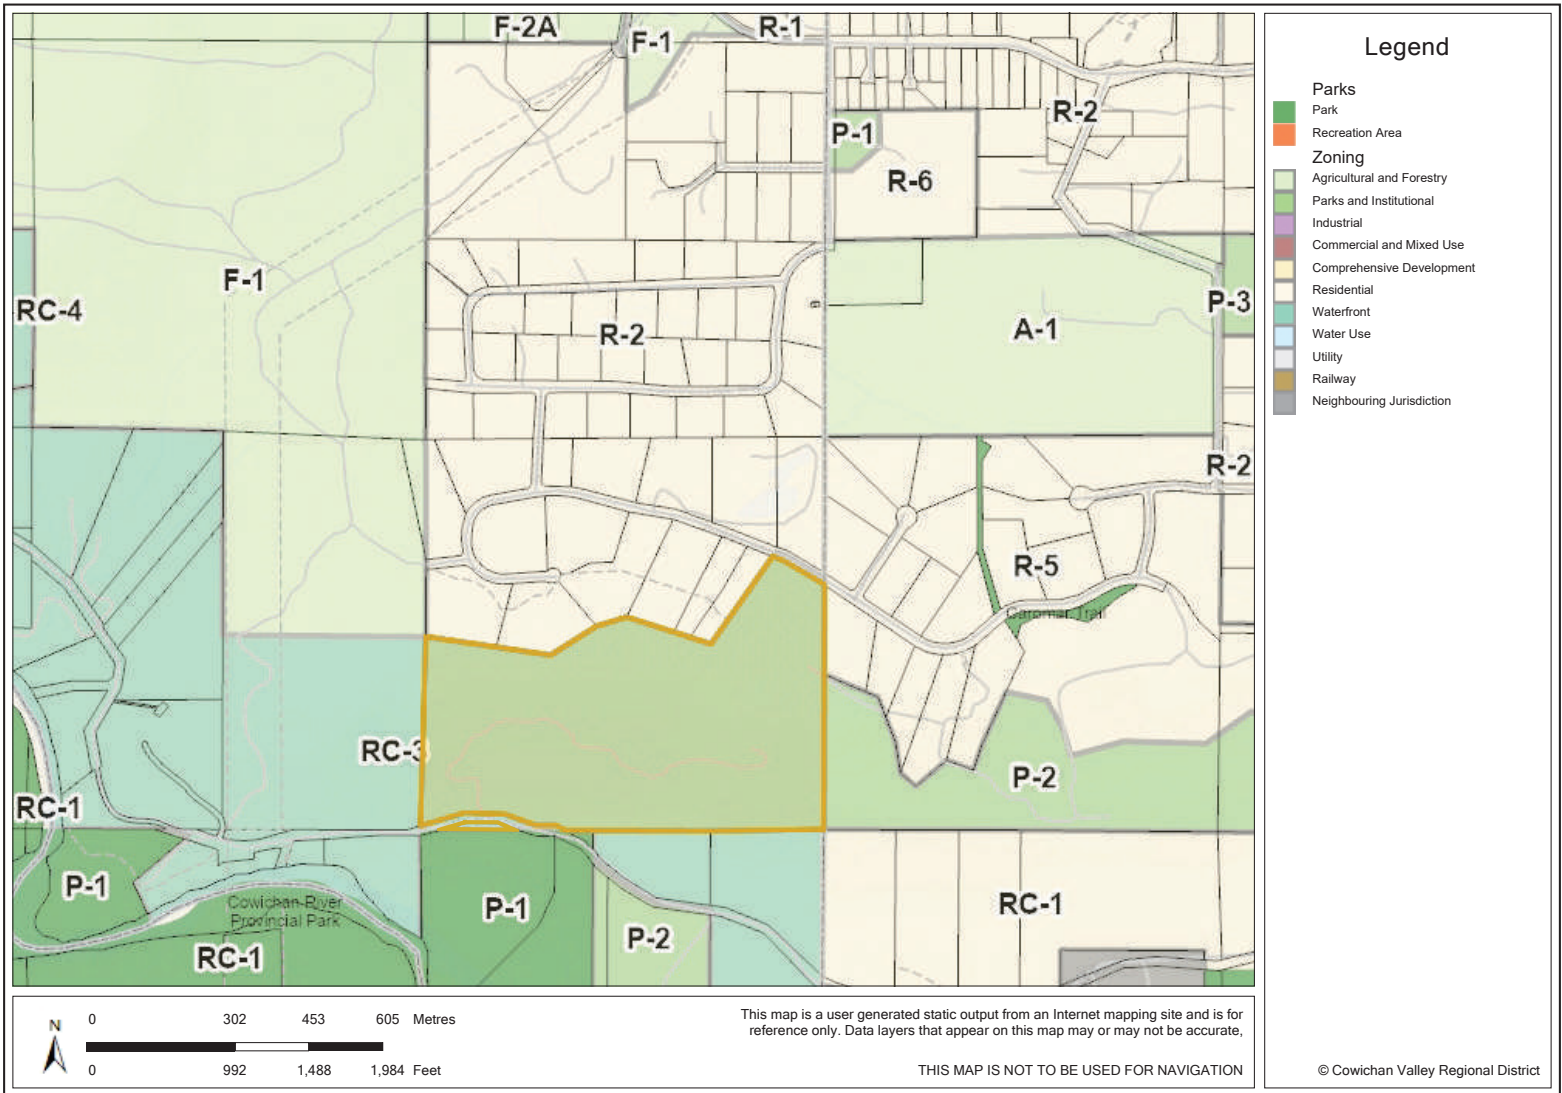 F-2A
F-1
R-1
R-2
P-1
R-6
F-1
RC-4
P-3
R-2
A-1
R-2
R-5
Caromar Trail
RC-3
P-2
RC-1
P-1
Cowichan River
Provincial Park
P-1
RC-1
P-2
RC-1
Legend
Parks
Park
Recreation Area
Zoning
Agricultural and Forestry
Parks and Institutional
Industrial
Commercial and Mixed Use
Comprehensive Development
Residential
Waterfront
Water Use
Utility
Railway
Neighbouring Jurisdiction
N
0 302 453 605 Metres
0 992 1,488 1,984 Feet
This map is a user generated static output from an Internet mapping site and is for
reference only. Data layers that appear on this map may or may not be accurate,
THIS MAP IS NOT TO BE USED FOR NAVIGATION
© Cowichan Valley Regional District